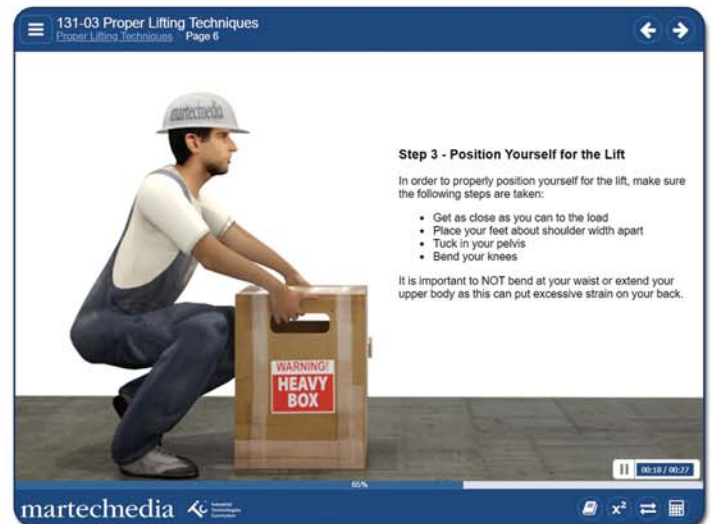 131-03 Proper Lifting Techniques
Proper Lifting Techniques Page 6
martechmedia
Step 3 - Position Yourself for the Lift
In order to properly position yourself for the lift, make sure
the following steps are taken:
• Get as close as you can to the load
• Place your feet about shoulder width apart
• Tuck in your pelvis
• Bend your knees
It is important to NOT bend at your waist or extend your
upper body as this can put excessive strain on your back.
WARNING!
HEAVY
BOX
00:18 / 00:27
65%
martechmedia
Industrial
Technologies
Curriculum
x²